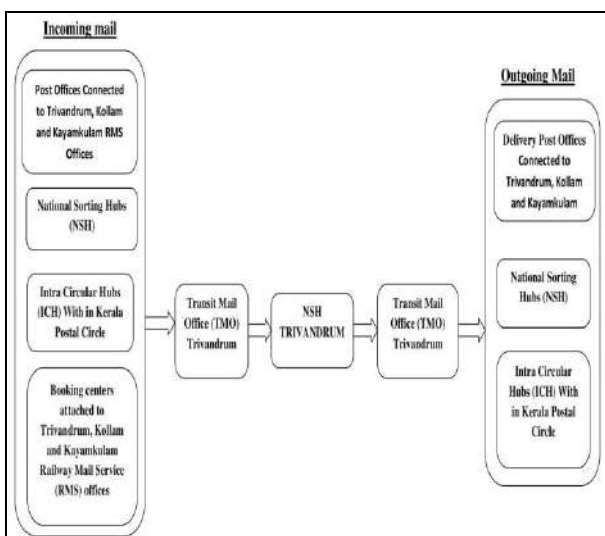 Incoming mail
Post Offices Connected
to Trivandrum, Kollam
and Kayamkulam RMS
Offices
National Sorting Hubs
(NSH)
Intra Circular Hubs
(ICH) With in Kerala
Postal Circle
Booking centers
attached to
Trivandrum, Kollam
and Kayamkulam
Railway Mail Service
(RMS) offices
Transit Mail
Office (TMO)
Trivandrum
NSH
TRIVANDRUM
Transit Mail
Office (TMO)
Trivandrum
Outgoing Mail
Delivery Post Offices
Connected to
Trivandrum, Kollam
and Kayamkulam
National Sorting
Hubs (NSH)
Intra Circular
Hubs (ICH) With
in Kerala Postal
Circle